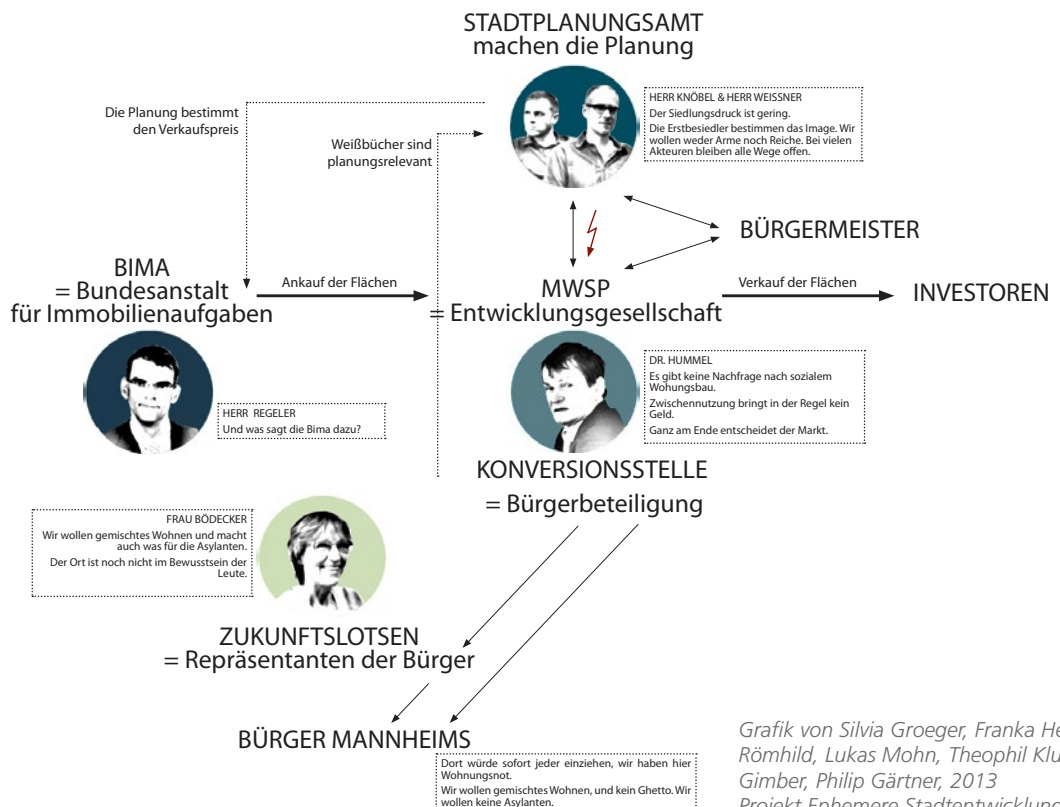 STADTPLANUNGSAMT
machen die Planung
HERR KNÖBEL & HERR WEISSNER
Der Siedlungsdruck ist gering.
Die Erstbesiedler bestimmen das Image. Wir
wollen weder Arme noch Reiche. Bei vielen
Akteuren bleiben alle Wege offen.
Die Planung bestimmt
den Verkaufspreis
Weißbücher sind
planungsrelevant
BÜRGERMEISTER
BIMA
= Bundesanstalt
für Immobilienaufgaben
Ankauf der Flächen
MWSP
= Entwicklungsgesellschaft
Verkauf der Flächen
INVESTOREN
HERR REGELER
Und was sagt die Bima dazu?
DR. HUMMEL
Es gibt keine Nachfrage nach sozialem
Wohungsbau.
Zwischennutzung bringt in der Regel kein
Geld.
Ganz am Ende entscheidet der Markt.
KONVERSIONSSTELLE
= Bürgerbeteiligung
FRAU BÖDECKER
Wir wollen gemischtes Wohnen und macht
auch was für die Asylanten.
Der Ort ist noch nicht im Bewusstsein der
Leute.
ZUKUNFTSLOTSEN
= Repräsentanten der Bürger
BÜRGER MANNHEIMS
Dort würde sofort jeder einziehen, wir haben hier
Wohnungsnot.
Wir wollen gemischtes Wohnen, und kein Ghetto. Wir
wollen keine Asylanten.
Grafik von Silvia Groeger, Franka He
Römhild, Lukas Mohn, Theophil Klu
Gimber, Philip Gärtner, 2013
Projekt Ephemere Stadtentwicklung